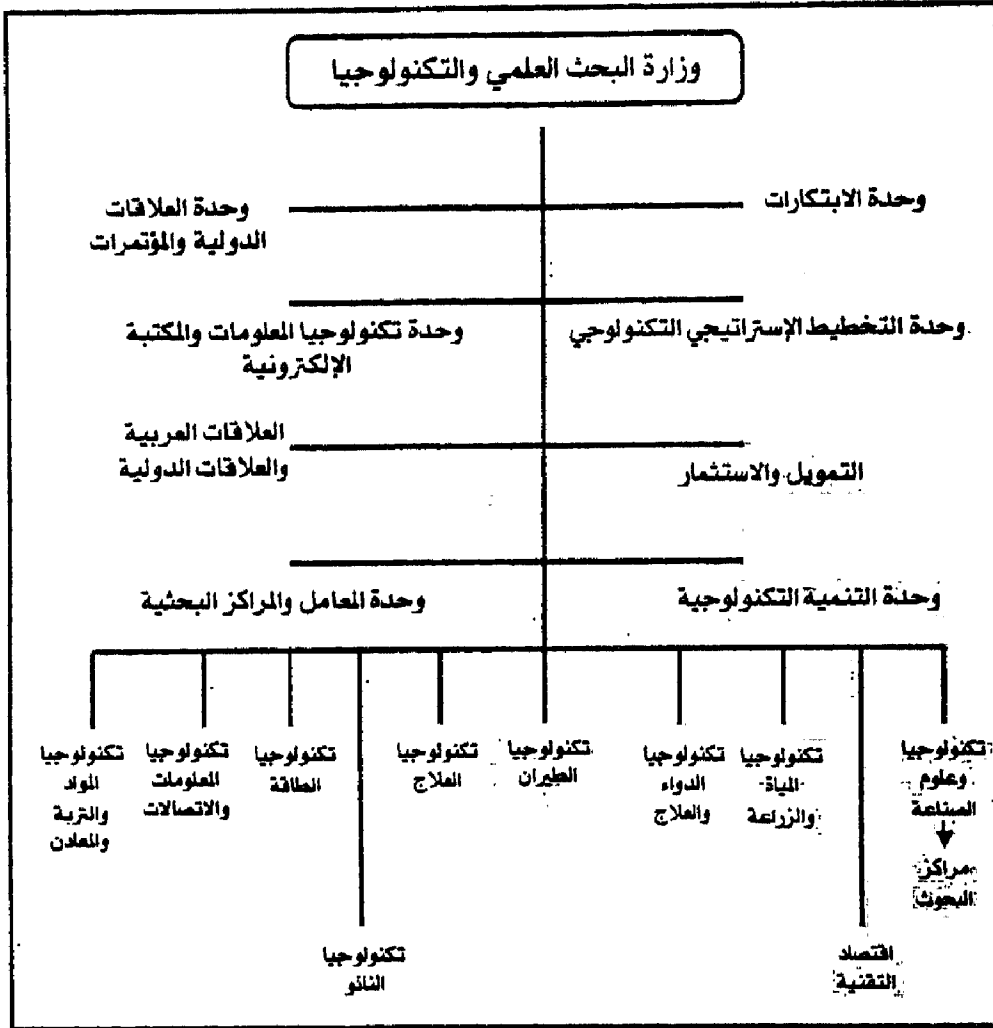 وزارة البحث العلمي والتكنولوجيا
وحدة الابتكارات
وحدة العلاقات
الدولية والمؤتمرات
وحدة التخطيط الإستراتيجي التكنولوجي
وحدة تكنولوجيا المعلومات والمكتبة
الإلكترونية
التمويل والاستثمار
العلاقات العربية
والعلاقات الدولية
وحدة التنمية التكنولوجية
وحدة المعامل والمراكز البحثية
تكنولوجيا
وعلوم
الصناعة
مراكز
البحوث
اقتصاد
التقنية
تكنولوجيا
المياة
والزراعة
تكنولوجيا
الدواء
والعلاج
تكنولوجيا
الطيران
تكنولوجيا
العلاج
تكنولوجيا
النانو
تكنولوجيا
الطاقة
تكنولوجيا
المعلومات
والاتصالات
تكنولوجيا
المواد
والتربة
والمعادن